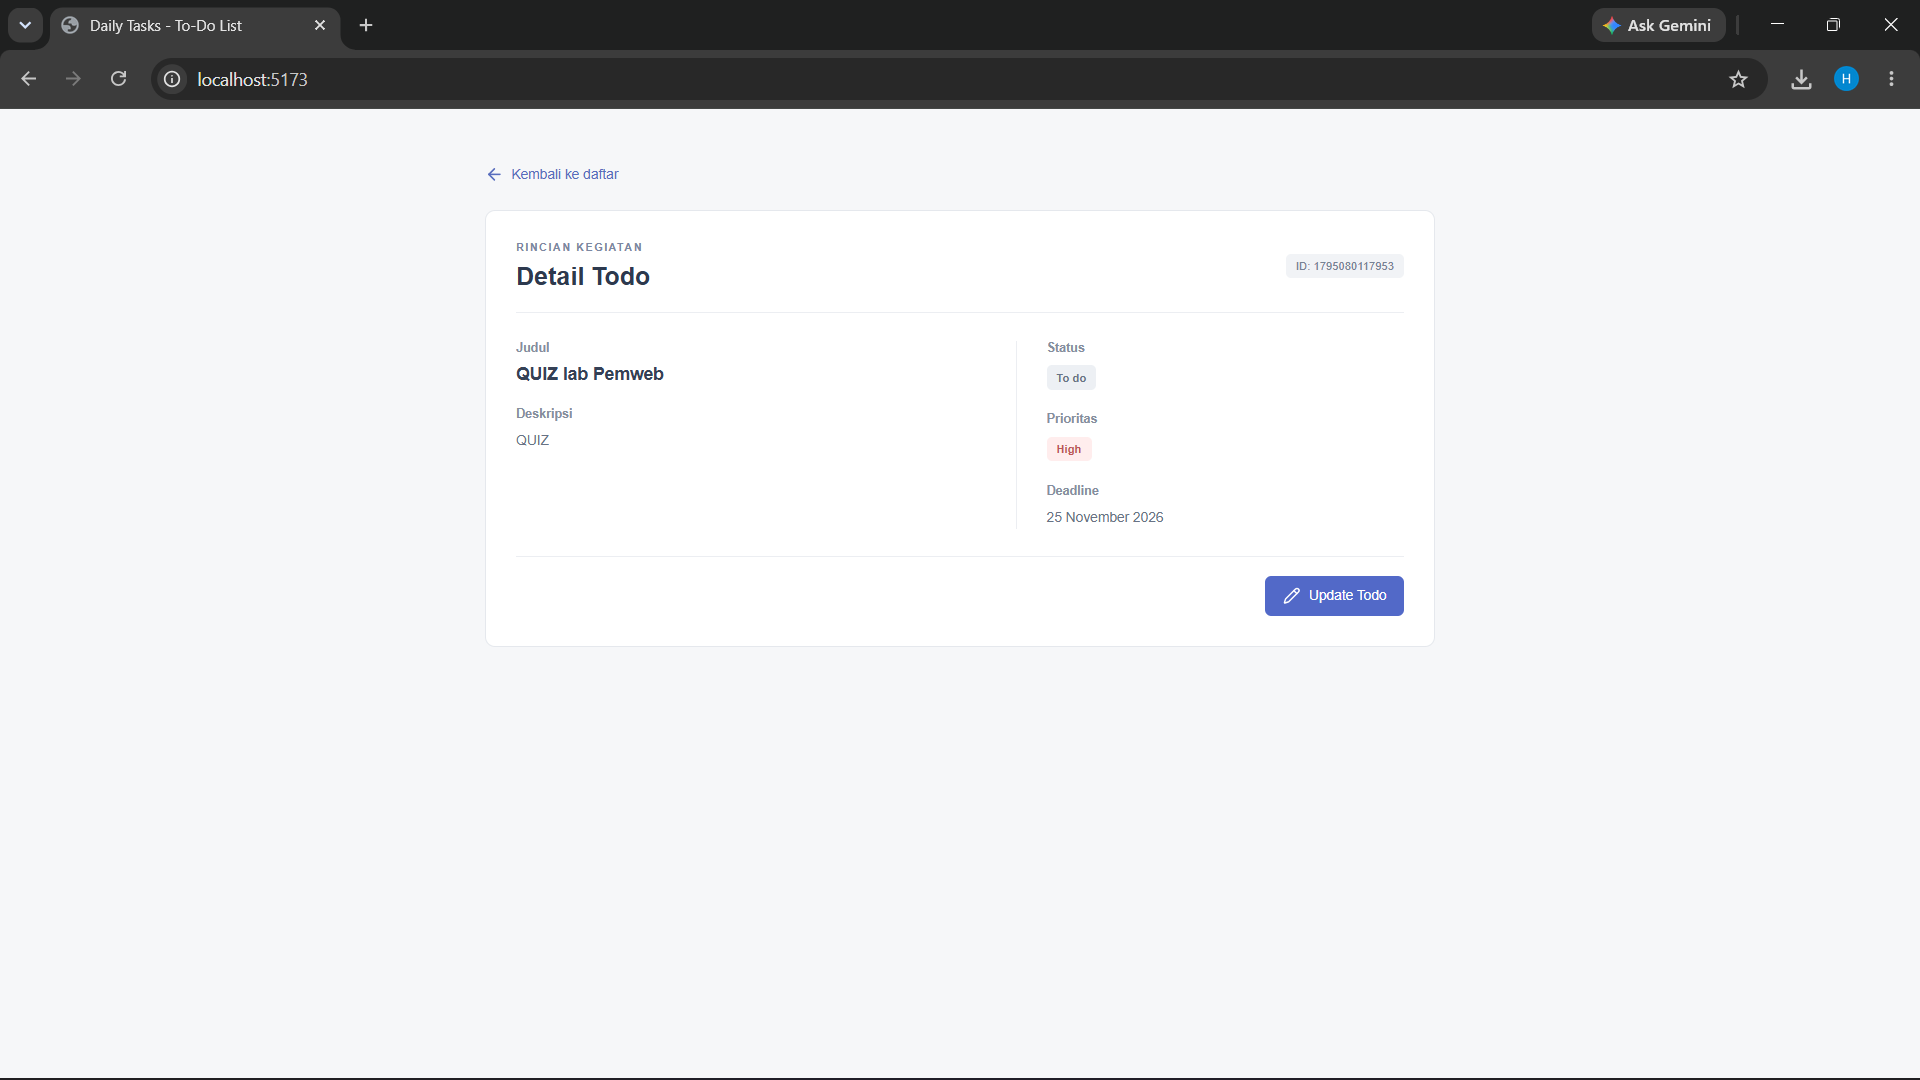 Daily Tasks - To-Do List
Ask Gemini
localhost:5173
H
Kembali ke daftar
RINCIAN KEGIATAN
Detail Todo
ID: 1795080117953
Judul
QUIZ lab Pemweb
Deskripsi
QUIZ
Status
To do
Prioritas
High
Deadline
25 November 2026
Update Todo